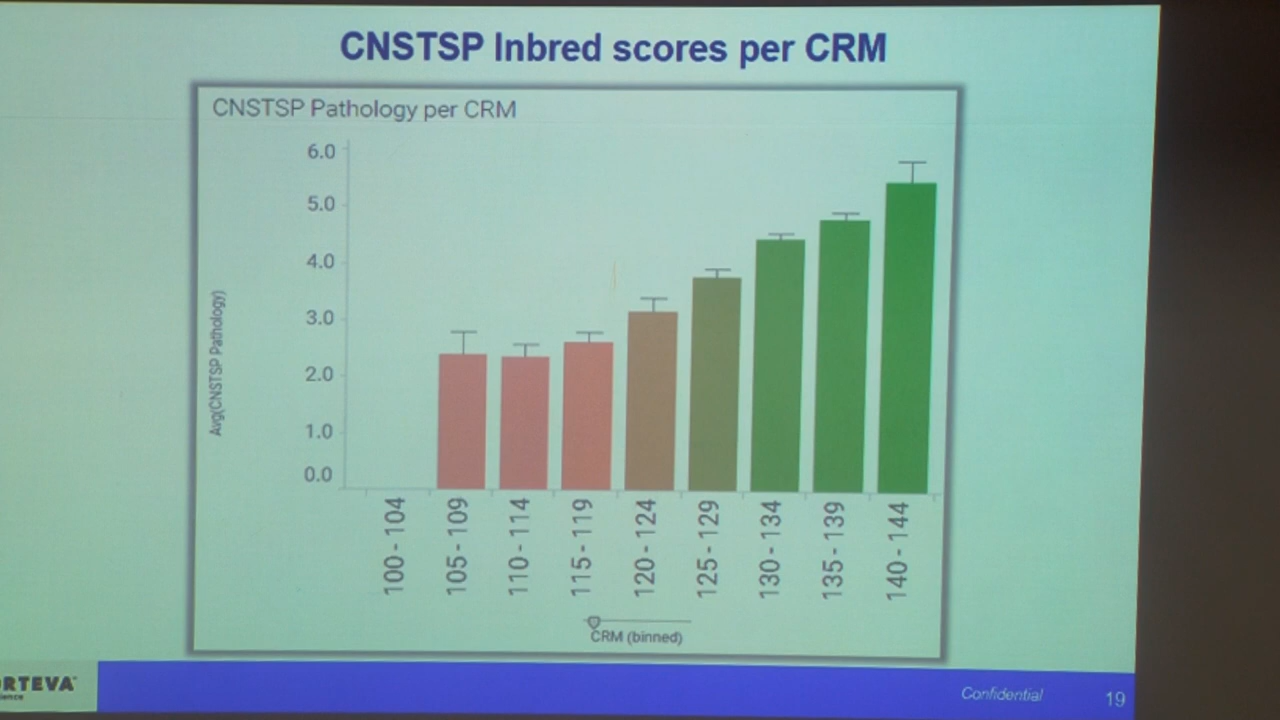 CNSTSP Inbred scores per CRM
CNSTSP Pathology per CRM
6.0
5.0
4.0
3.0
2.0
1.0
0.0
Avg(CNSTSP Pathology)
100 - 104
105 - 109
110 - 114
115 - 119
120 - 124
125 - 129
130 - 134
135 - 139
140 - 144
CRM (binned)
RTEVA
Confidential
19